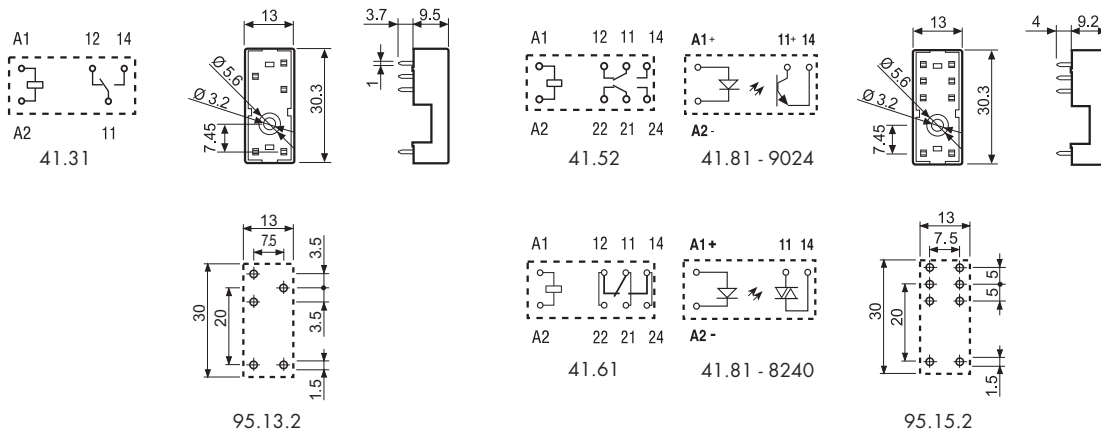 13
3.7
9.5
A1
12
14
1
Ø 5.6
Ø 3.2
7.45
30.3
A2
11
41.31
A1
12 11 14
A1+
11+ 14
A2
22 21 24
A2-
41.52
41.81 - 9024
13
4
9.2
Ø 5.6
Ø 3.2
7.45
30.3
13
7.5
3.5
30
20
3.5
1.5
95.13.2
A1
12 11 14
A1+
11 14
A2
22 21 24
A2-
41.61
41.81 - 8240
13
7.5
5
5
30
20
1.5
95.15.2